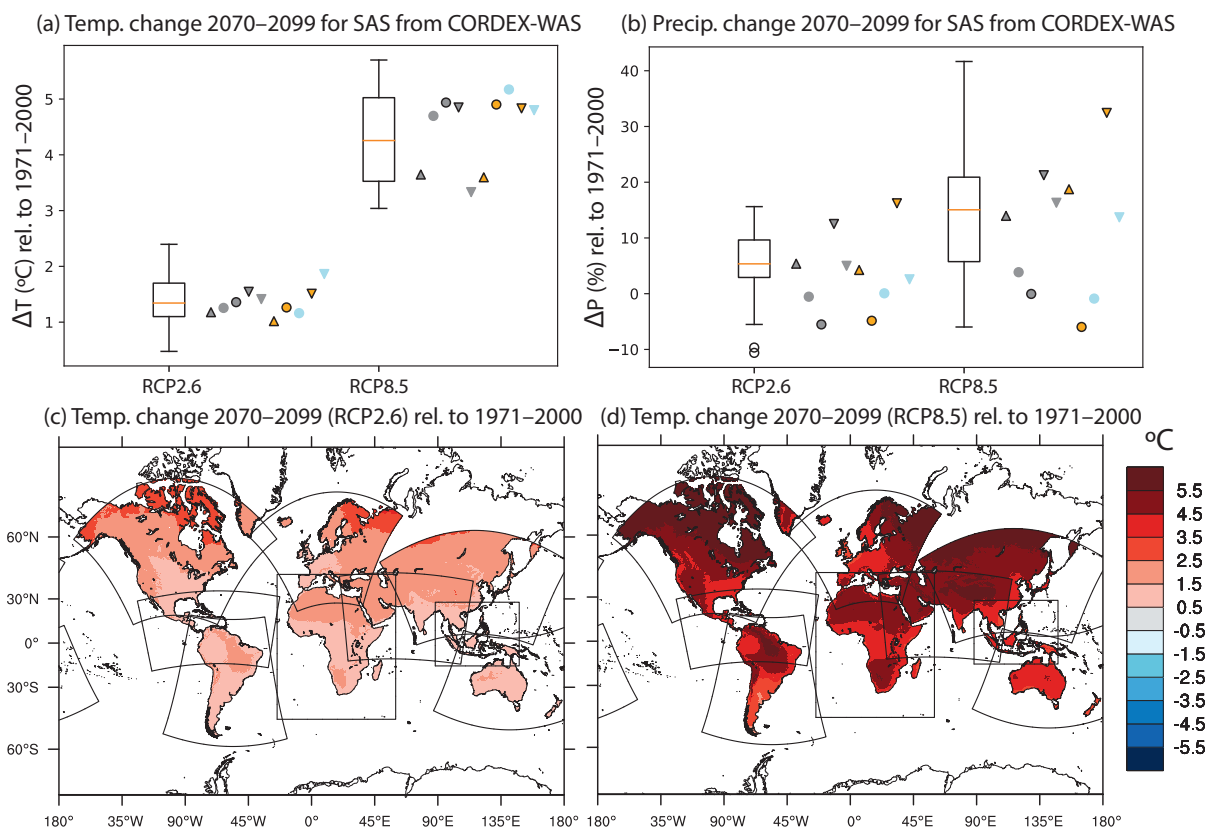 (a) Temp. change 2070–2099 for SAS from CORDEX-WAS
ΔT (ºC) rel. to 1971–2000
5
4
3
2
1
RCP2.6
RCP8.5
(b) Precip. change 2070–2099 for SAS from CORDEX-WAS
ΔP (%) rel. to 1971–2000
40
30
20
10
0
−10
RCP2.6
RCP8.5
(c) Temp. change 2070–2099 (RCP2.6) rel. to 1971–2000
60°N
30°N
0°
30°S
60°S
180° 35°W 90°W 45°W 0° 45°E 90°E 135°E 180°
(d) Temp. change 2070–2099 (RCP8.5) rel. to 1971–2000
180° 35°W 90°W 45°W 0° 45°E 90°E 135°E 180°
ºC
5.5
4.5
3.5
2.5
1.5
0.5
-0.5
-1.5
-2.5
-3.5
-4.5
-5.5